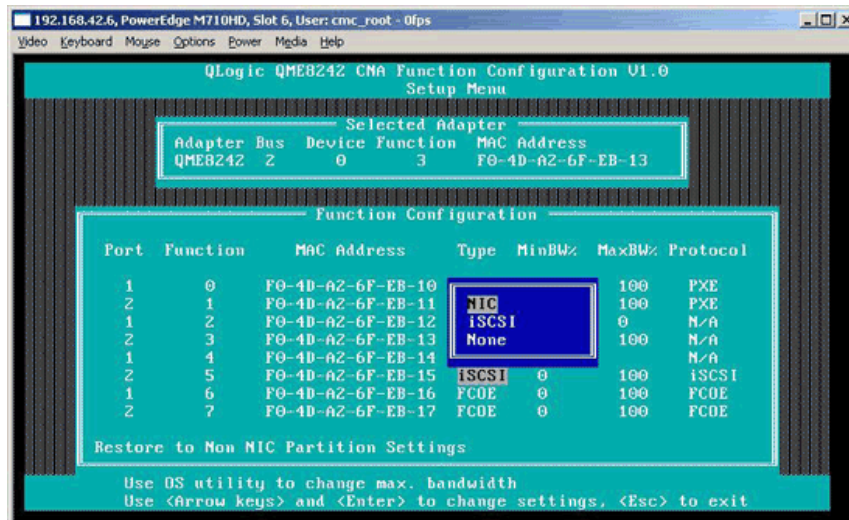 192.168.42.6, PowerEdge M710HD, Slot 6, User: cmc_root - 0fps
Video Keyboard Mouse Options Power Media Help
QLogic QME8242 CNA Function Configuration V1.0
Setup Menu
Selected Adapter
Adapter Bus Device Function MAC Address
QME8242 2 0 3 F0-4D-A2-6F-EB-13
Function Configuration
Port Function MAC Address Type MinBW% MaxBW% Protocol
1 0 F0-4D-A2-6F-EB-10 100 PXE
2 1 F0-4D-A2-6F-EB-11 NIC 100 PXE
1 2 F0-4D-A2-6F-EB-12 iSCSI 0 N/A
2 3 F0-4D-A2-6F-EB-13 None 100 N/A
1 4 F0-4D-A2-6F-EB-14 N/A
2 5 F0-4D-A2-6F-EB-15 iSCSI 0 100 iSCSI
1 6 F0-4D-A2-6F-EB-16 FCOE 0 100 FCOE
2 7 F0-4D-A2-6F-EB-17 FCOE 0 100 FCOE
Restore to Non NIC Partition Settings
Use OS utility to change max. bandwidth
Use <Arrow keys> and <Enter> to change settings, <Esc> to exit